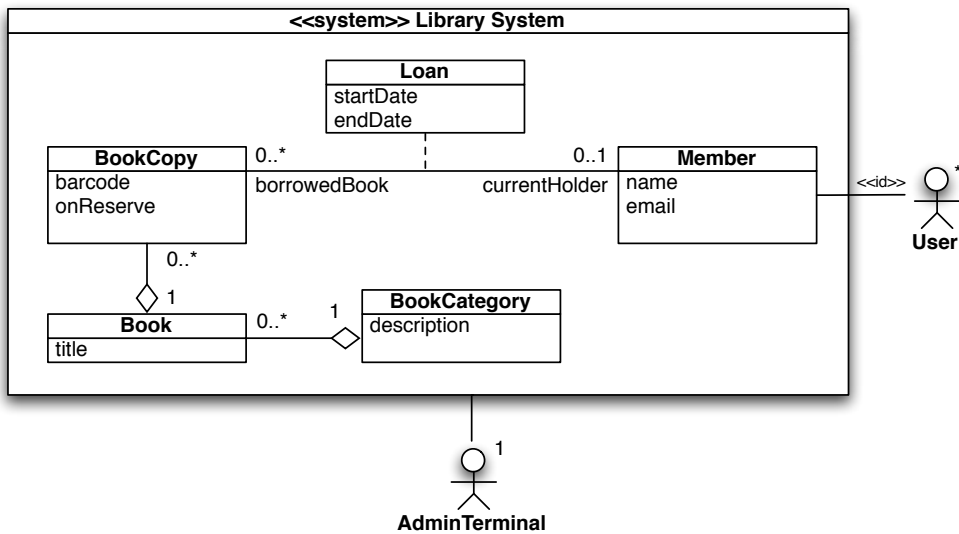 <<system>> Library System
Loan
startDate
endDate
BookCopy
barcode
onReserve
0..*
borrowedBook
0..1
currentHolder
Member
name
email
<<id>>
*
User
0..*
1
Book
title
0..*
1
BookCategory
description
1
AdminTerminal